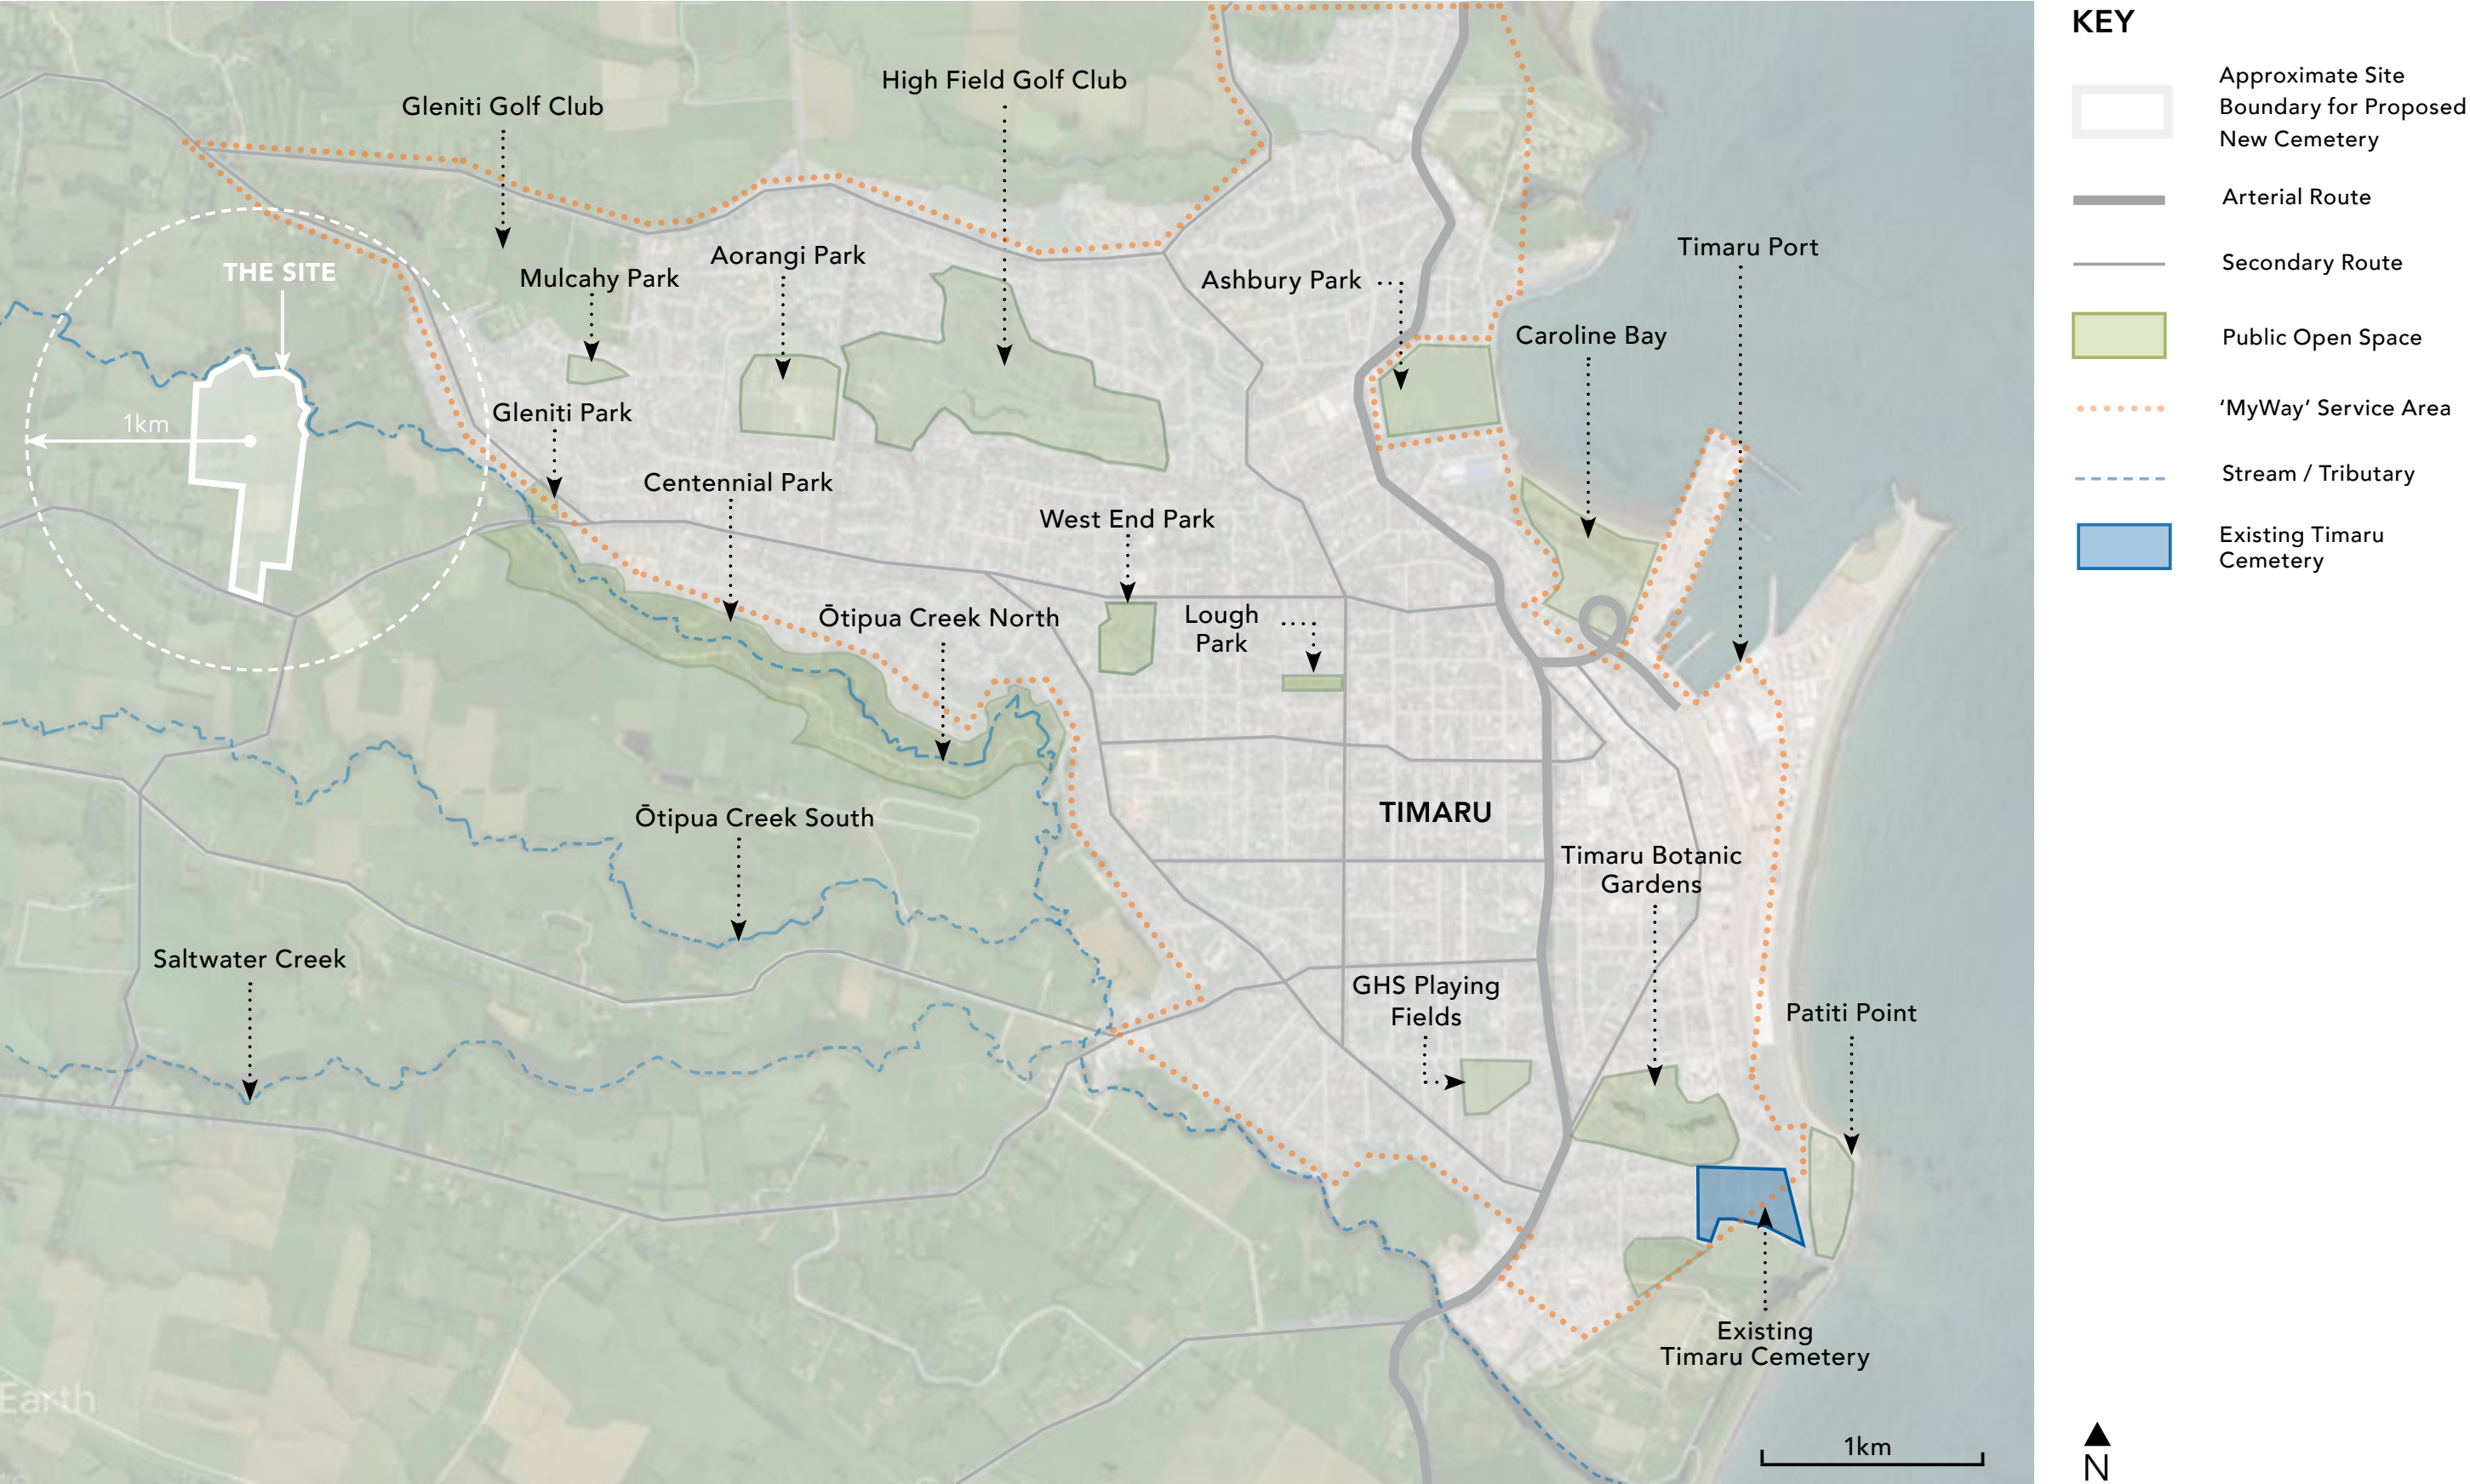 Gleniti Golf Club
High Field Golf Club
THE SITE
Mulcahy Park
Aorangi Park
Ashbury Park
Timaru Port
Caroline Bay
1km
Gleniti Park
Centennial Park
West End Park
Ōtipua Creek North
Lough
Park
Ōtipua Creek South
TIMARU
Timaru Botanic
Gardens
Saltwater Creek
GHS Playing
Fields
Patiti Point
Existing
Timaru Cemetery
Earth
1km
KEY
Approximate Site
Boundary for Proposed
New Cemetery
Arterial Route
Secondary Route
Public Open Space
‘MyWay’ Service Area
Stream / Tributary
Existing Timaru
Cemetery
N